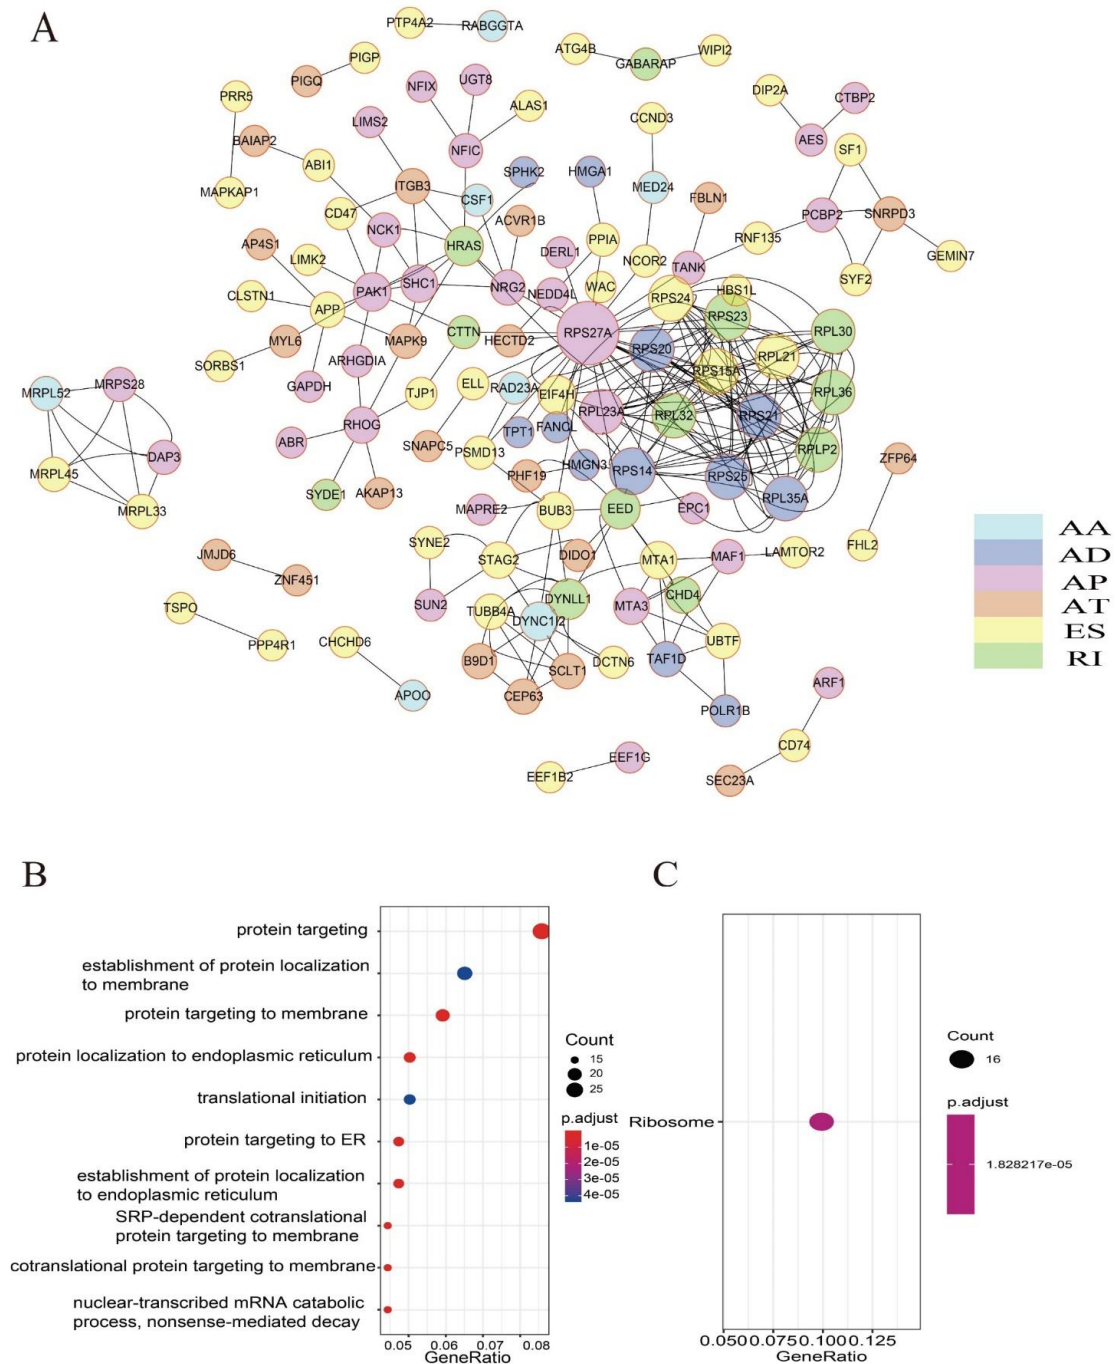 A
PTP4A2
RABGGTA
ATG4B
WIPI2
GABARAP
PIGP
PIGQ
NFIX
UGT8
DIP2A
CTBP2
PRR5
ALAS1
CCND3
LIMS2
BAIAP2
NFIC
AES
SF1
ABI1
SPHK2
HMGA1
MAPKAP1
ITGB3
MED24
CSF1
FBLN1
CD47
ACVR1B
PCBP2
SNRPD3
NCK1
AP4S1
HRAS
DERL1
PPIA
RNF135
LIMK2
NCOR2
TANK
GEMIN7
SYF2
CLSTN1
PAK1
SHC1
NRG2
NEDD4L
WAC
RPS24
HBS1L
APP
RPS23
RPS27A
RPL30
MYL6
MAPK9
CTTN
HECTD2
RPS20
RPL21
SORBS1
ARHGDIA
RPS15A
GAPDH
TJP1
ELL
RAD23A
EIF4H
RPL36
MRPL52
MRPS28
RPL23A
RPL32
RPS21
ABR
RHOG
TPT1
FANCL
SNAPC5
PSMD13
RPLP2
DAP3
MRPL45
HMGN3
RPS14
ZFP64
PHF19
RPS25
SYDE1
AKAP13
RPL35A
MRPL33
MAPRE2
BUB3
EED
EPC1
SYNE2
FHL2
JMJD6
STAG2
DIDO1
MTA1
MAF1
LAMTOR2
ZNF451
TSPO
SUN2
TUBB4A
DYNLL1
MTA3
CHD4
DYNC1I2
PPP4R1
CHCHD6
UBTF
B9D1
SCLT1
DCTN6
TAF1D
APOO
CEP63
ARF1
POLR1B
CD74
EEF1G
EEF1B2
SEC23A
AA
AD
AP
AT
ES
RI
B
protein targeting
establishment of protein localization
to membrane
protein targeting to membrane
protein localization to endoplasmic reticulum
translational initiation
protein targeting to ER
establishment of protein localization
to endoplasmic reticulum
SRP-dependent cotranslational
protein targeting to membrane
cotranslational protein targeting to membrane
nuclear-transcribed mRNA catabolic
process, nonsense-mediated decay
0.05 0.06 0.07 0.08
GeneRatio
Count
15
20
25
p.adjust
1e-05
2e-05
3e-05
4e-05
C
Ribosome
0.050 0.075 0.100 0.125
GeneRatio
Count
16
p.adjust
1.828217e-05